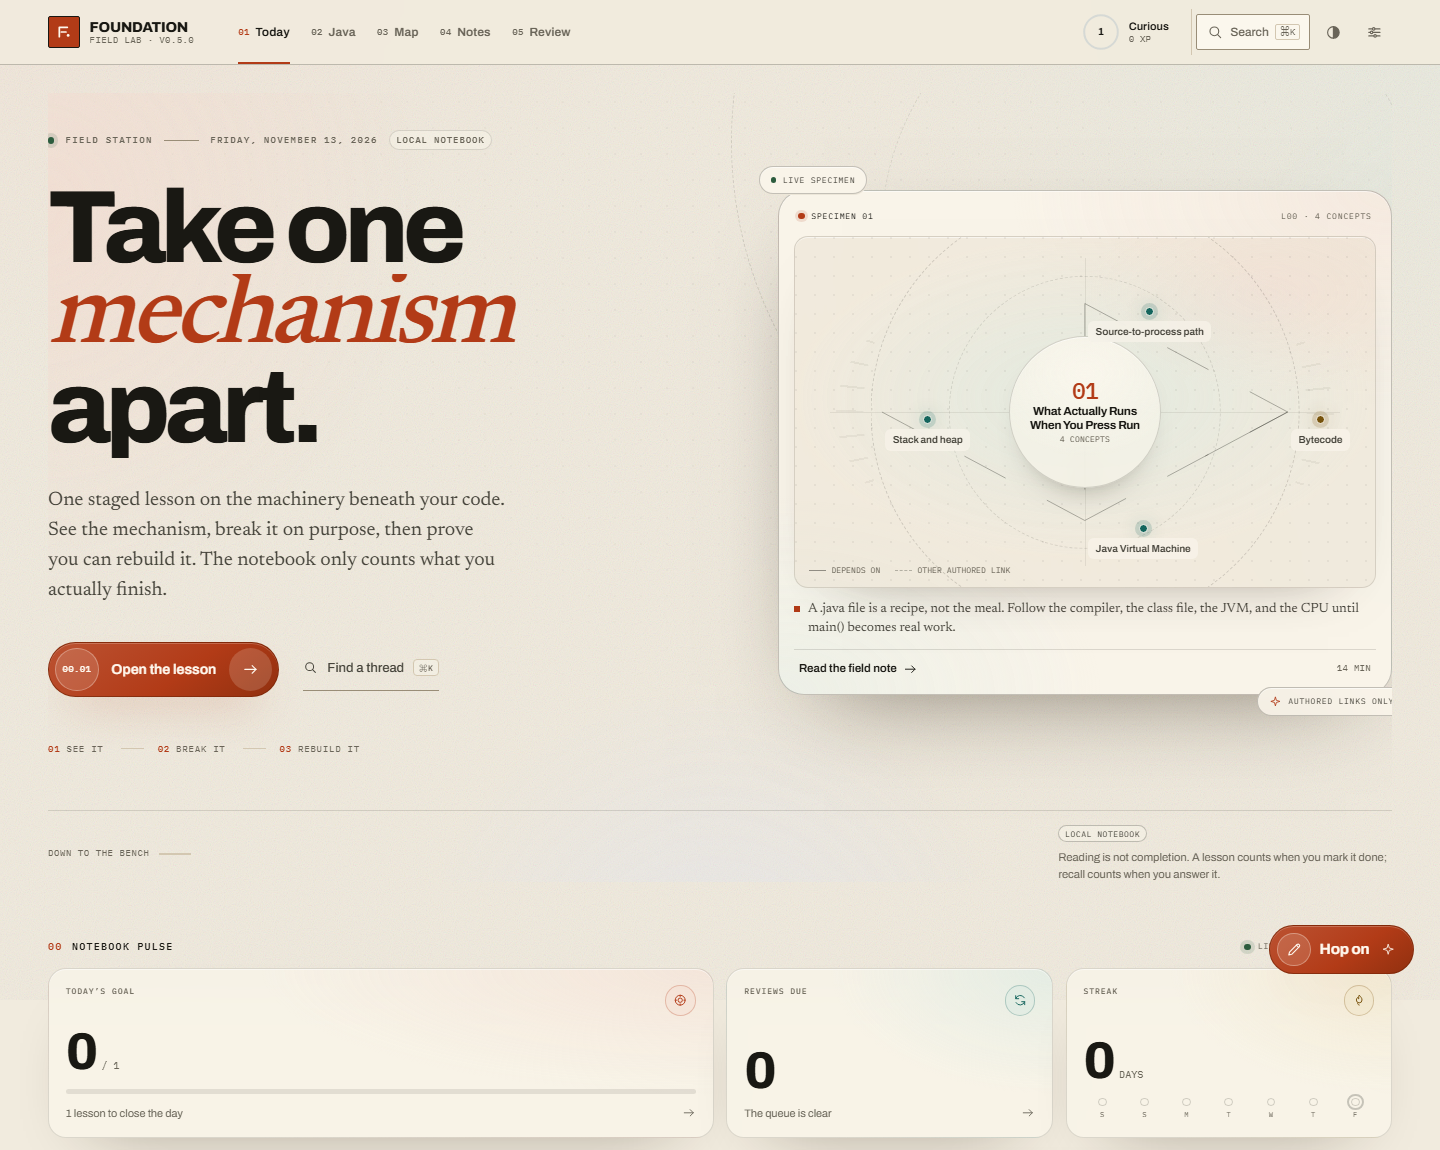 F.
FOUNDATION
FIELD LAB · V0.5.0
01 Today
02 Java
03 Map
04 Notes
05 Review
1
Curious
0 XP
Search ⌘K
FIELD STATION
FRIDAY, NOVEMBER 13, 2026
LOCAL NOTEBOOK
Take one
mechanism
apart.
One staged lesson on the machinery beneath your code.
See the mechanism, break it on purpose, then prove
you can rebuild it. The notebook only counts what you
actually finish.
00.01 Open the lesson
Find a thread ⌘K
01 SEE IT
02 BREAK IT
03 REBUILD IT
LIVE SPECIMEN
SPECIMEN 01
L00 · 4 CONCEPTS
Source-to-process path
01
What Actually Runs
When You Press Run
4 CONCEPTS
Stack and heap
Bytecode
Java Virtual Machine
DEPENDS ON
OTHER AUTHORED LINK
A .java file is a recipe, not the meal. Follow the compiler, the class file, the JVM, and the CPU until
main() becomes real work.
Read the field note
14 MIN
AUTHORED LINKS ONLY
DOWN TO THE BENCH
LOCAL NOTEBOOK
Reading is not completion. A lesson counts when you mark it done;
recall counts when you answer it.
00 NOTEBOOK PULSE
Hop on
TODAY'S GOAL
0 / 1
1 lesson to close the day
REVIEWS DUE
0
The queue is clear
STREAK
0 DAYS
S S M T W T F